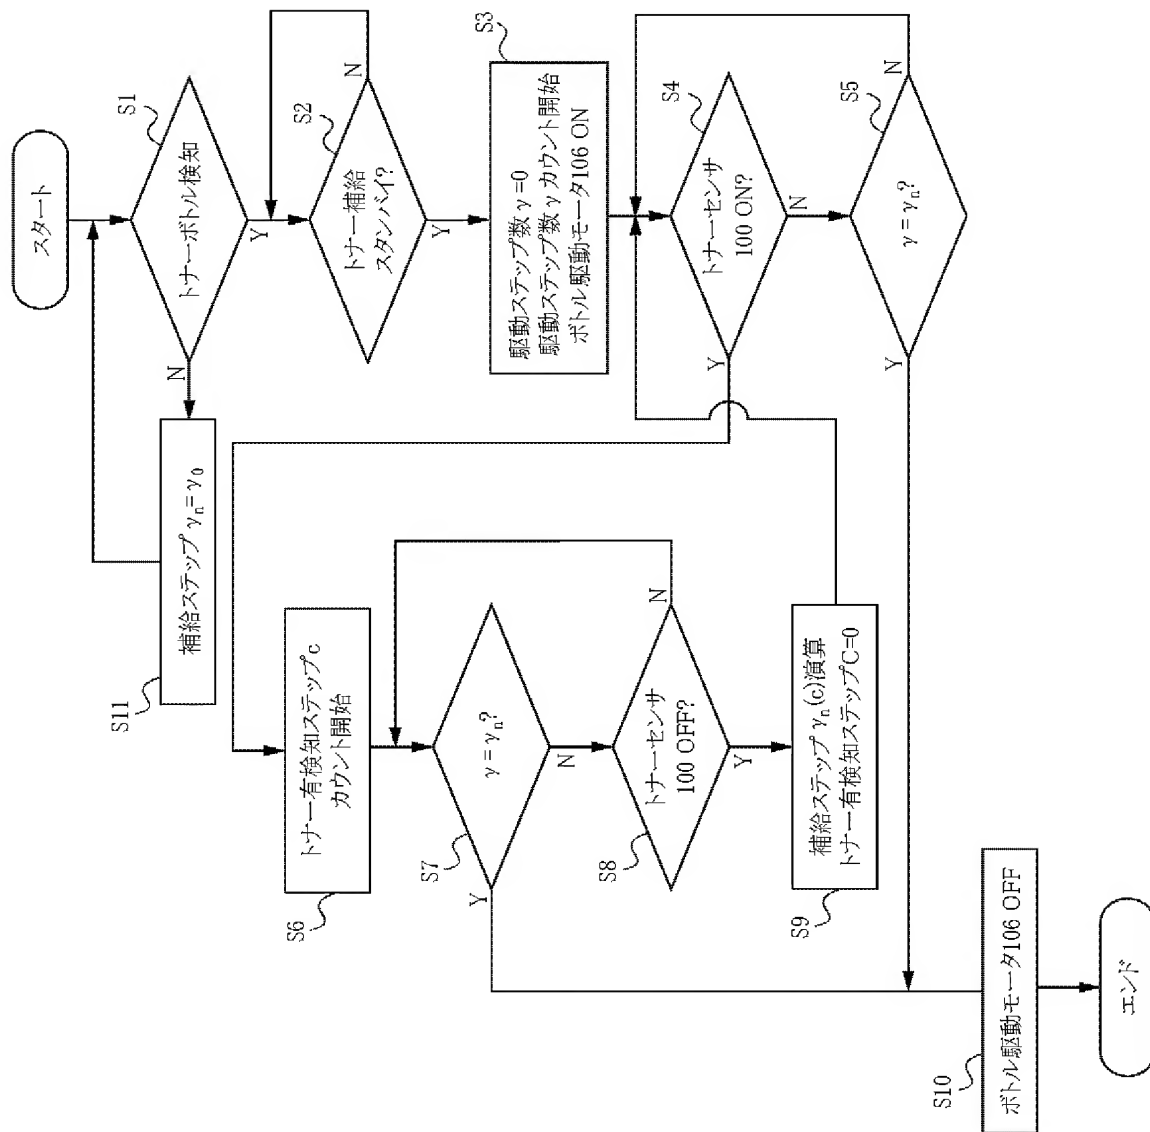 スタート
S1
トナーボトル検知
N
Y
S11
補給ステップ γn=γ0
S2
トナー補給
スタンバイ?
N
Y
S3
駆動ステップ数 γ=0
駆動ステップ数 γ カウント開始
ボトル駆動モータ106 ON
S4
トナーセンサ
100 ON?
Y
N
S5
γ=γn?
N
Y
S6
トナー有検知ステップc
カウント開始
S7
γ=γn?
Y
N
S8
トナーセンサ
100 OFF?
N
Y
S9
補給ステップ γn(c)演算
トナー有検知ステップC=0
S10
ボトル駆動モータ106 OFF
エンド